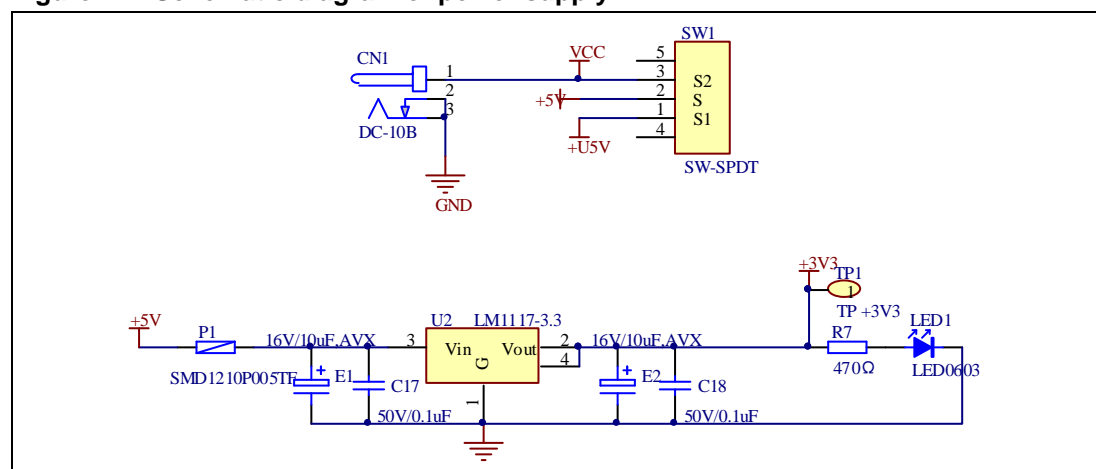 SW1
CN1
VCC
5
1
3
S2
2
+5V
2
S
3
1
S1
DC-10B
+U5V
4
SW-SPDT
GND
+3V3
TP1
1
+5V
U2
LM1117-3.3
TP +3V3
P1
R7
LED1
16V/10uF,AVX
3
Vin
Vout
2
16V/10uF,AVX
4
G
470Ω
LED0603
SMD1210P005TF
E1
C17
E2
C18
1
50V/0.1uF
50V/0.1uF